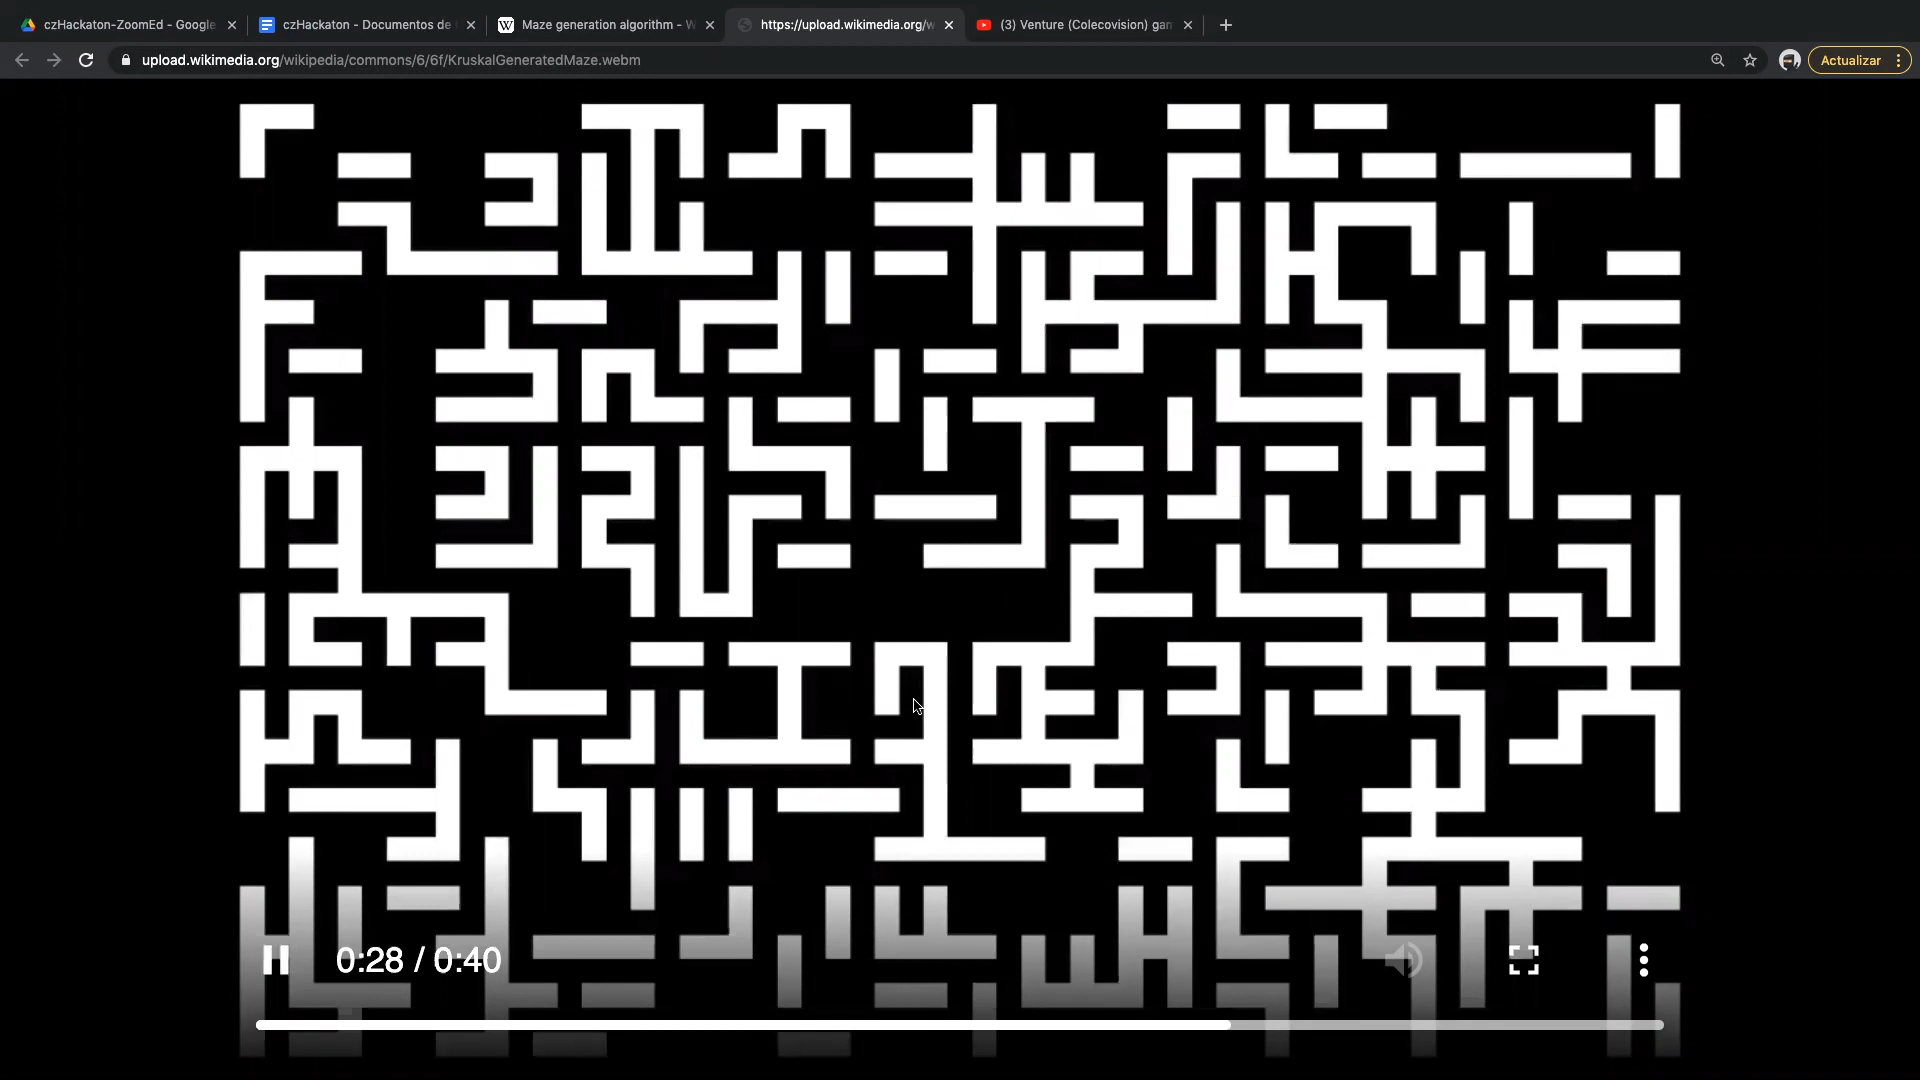 czHackaton-ZoomEd - Google
czHackaton - Documentos de
Maze generation algorithm - W
https://upload.wikimedia.org/w
(3) Venture (Colecovision) gam
upload.wikimedia.org/wikipedia/commons/6/6f/KruskalGeneratedMaze.webm
Actualizar
0:28 / 0:40